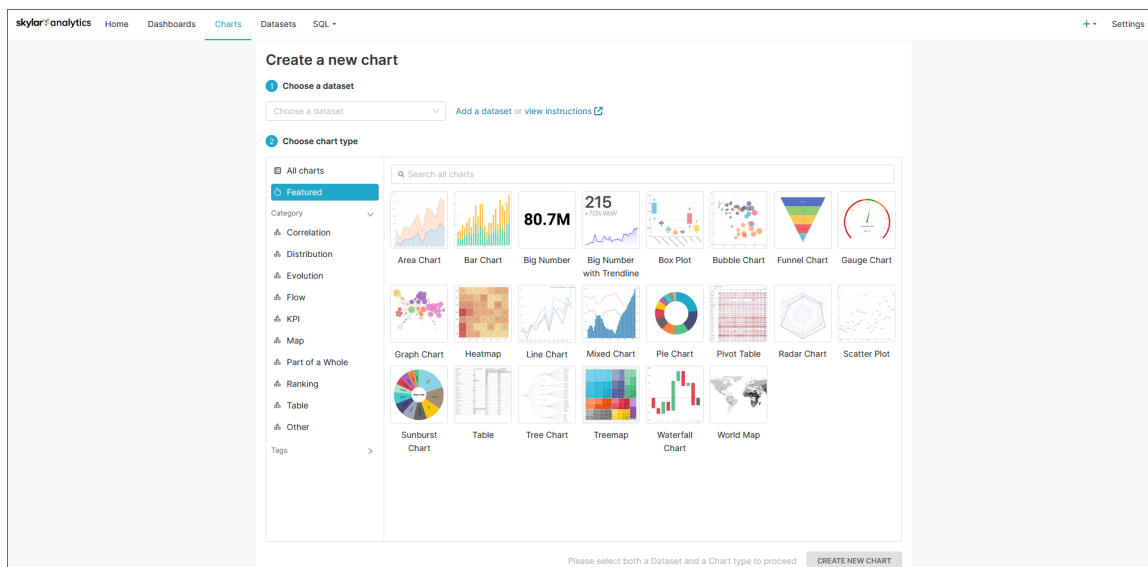 skylar analytics Home Dashboards Charts Datasets SQL + Settings
Create a new chart
1 Choose a dataset
Choose a dataset Add a dataset or view instructions.
2 Choose chart type
All charts
Search all charts
Featured
Category
Correlation
Distribution
Evolution
Flow
KPI
Map
Part of a Whole
Ranking
Table
Other
Tags
80.7M
215
+7.0% WoW
Area Chart Bar Chart Big Number Big Number with Trendline Box Plot Bubble Chart Funnel Chart Gauge Chart
Graph Chart Heatmap Line Chart Mixed Chart Pie Chart Pivot Table Radar Chart Scatter Plot
Sunburst Chart Table Tree Chart Treemap Waterfall Chart World Map
Please select both a Dataset and a Chart type to proceed CREATE NEW CHART